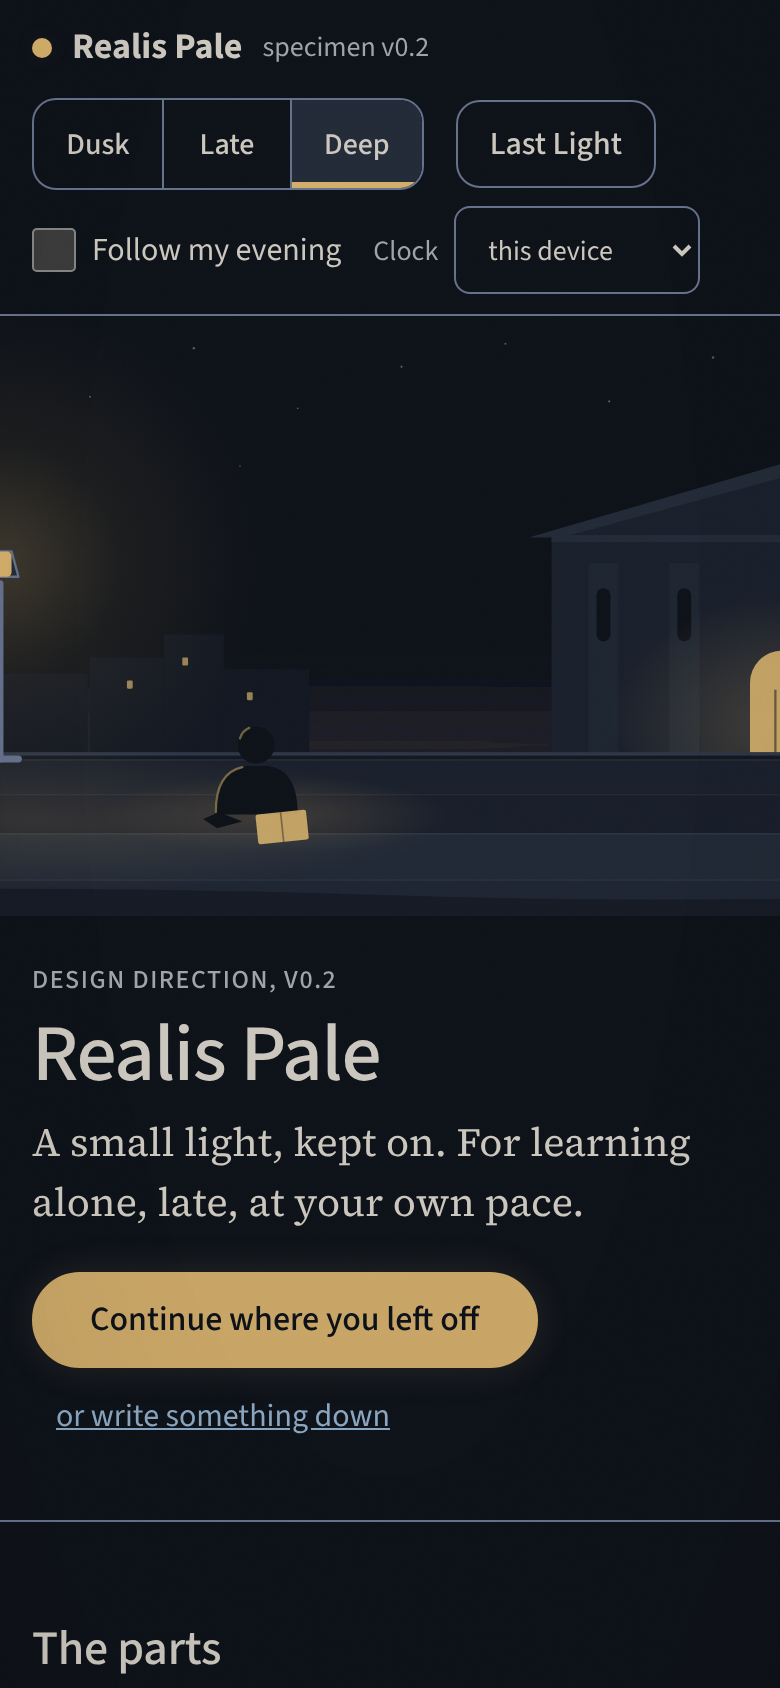 Realis Pale specimen v0.2
Dusk Late Deep Last Light
Follow my evening Clock this device
DESIGN DIRECTION, V0.2
Realis Pale
A small light, kept on. For learning
alone, late, at your own pace.
Continue where you left off
or write something down
The parts